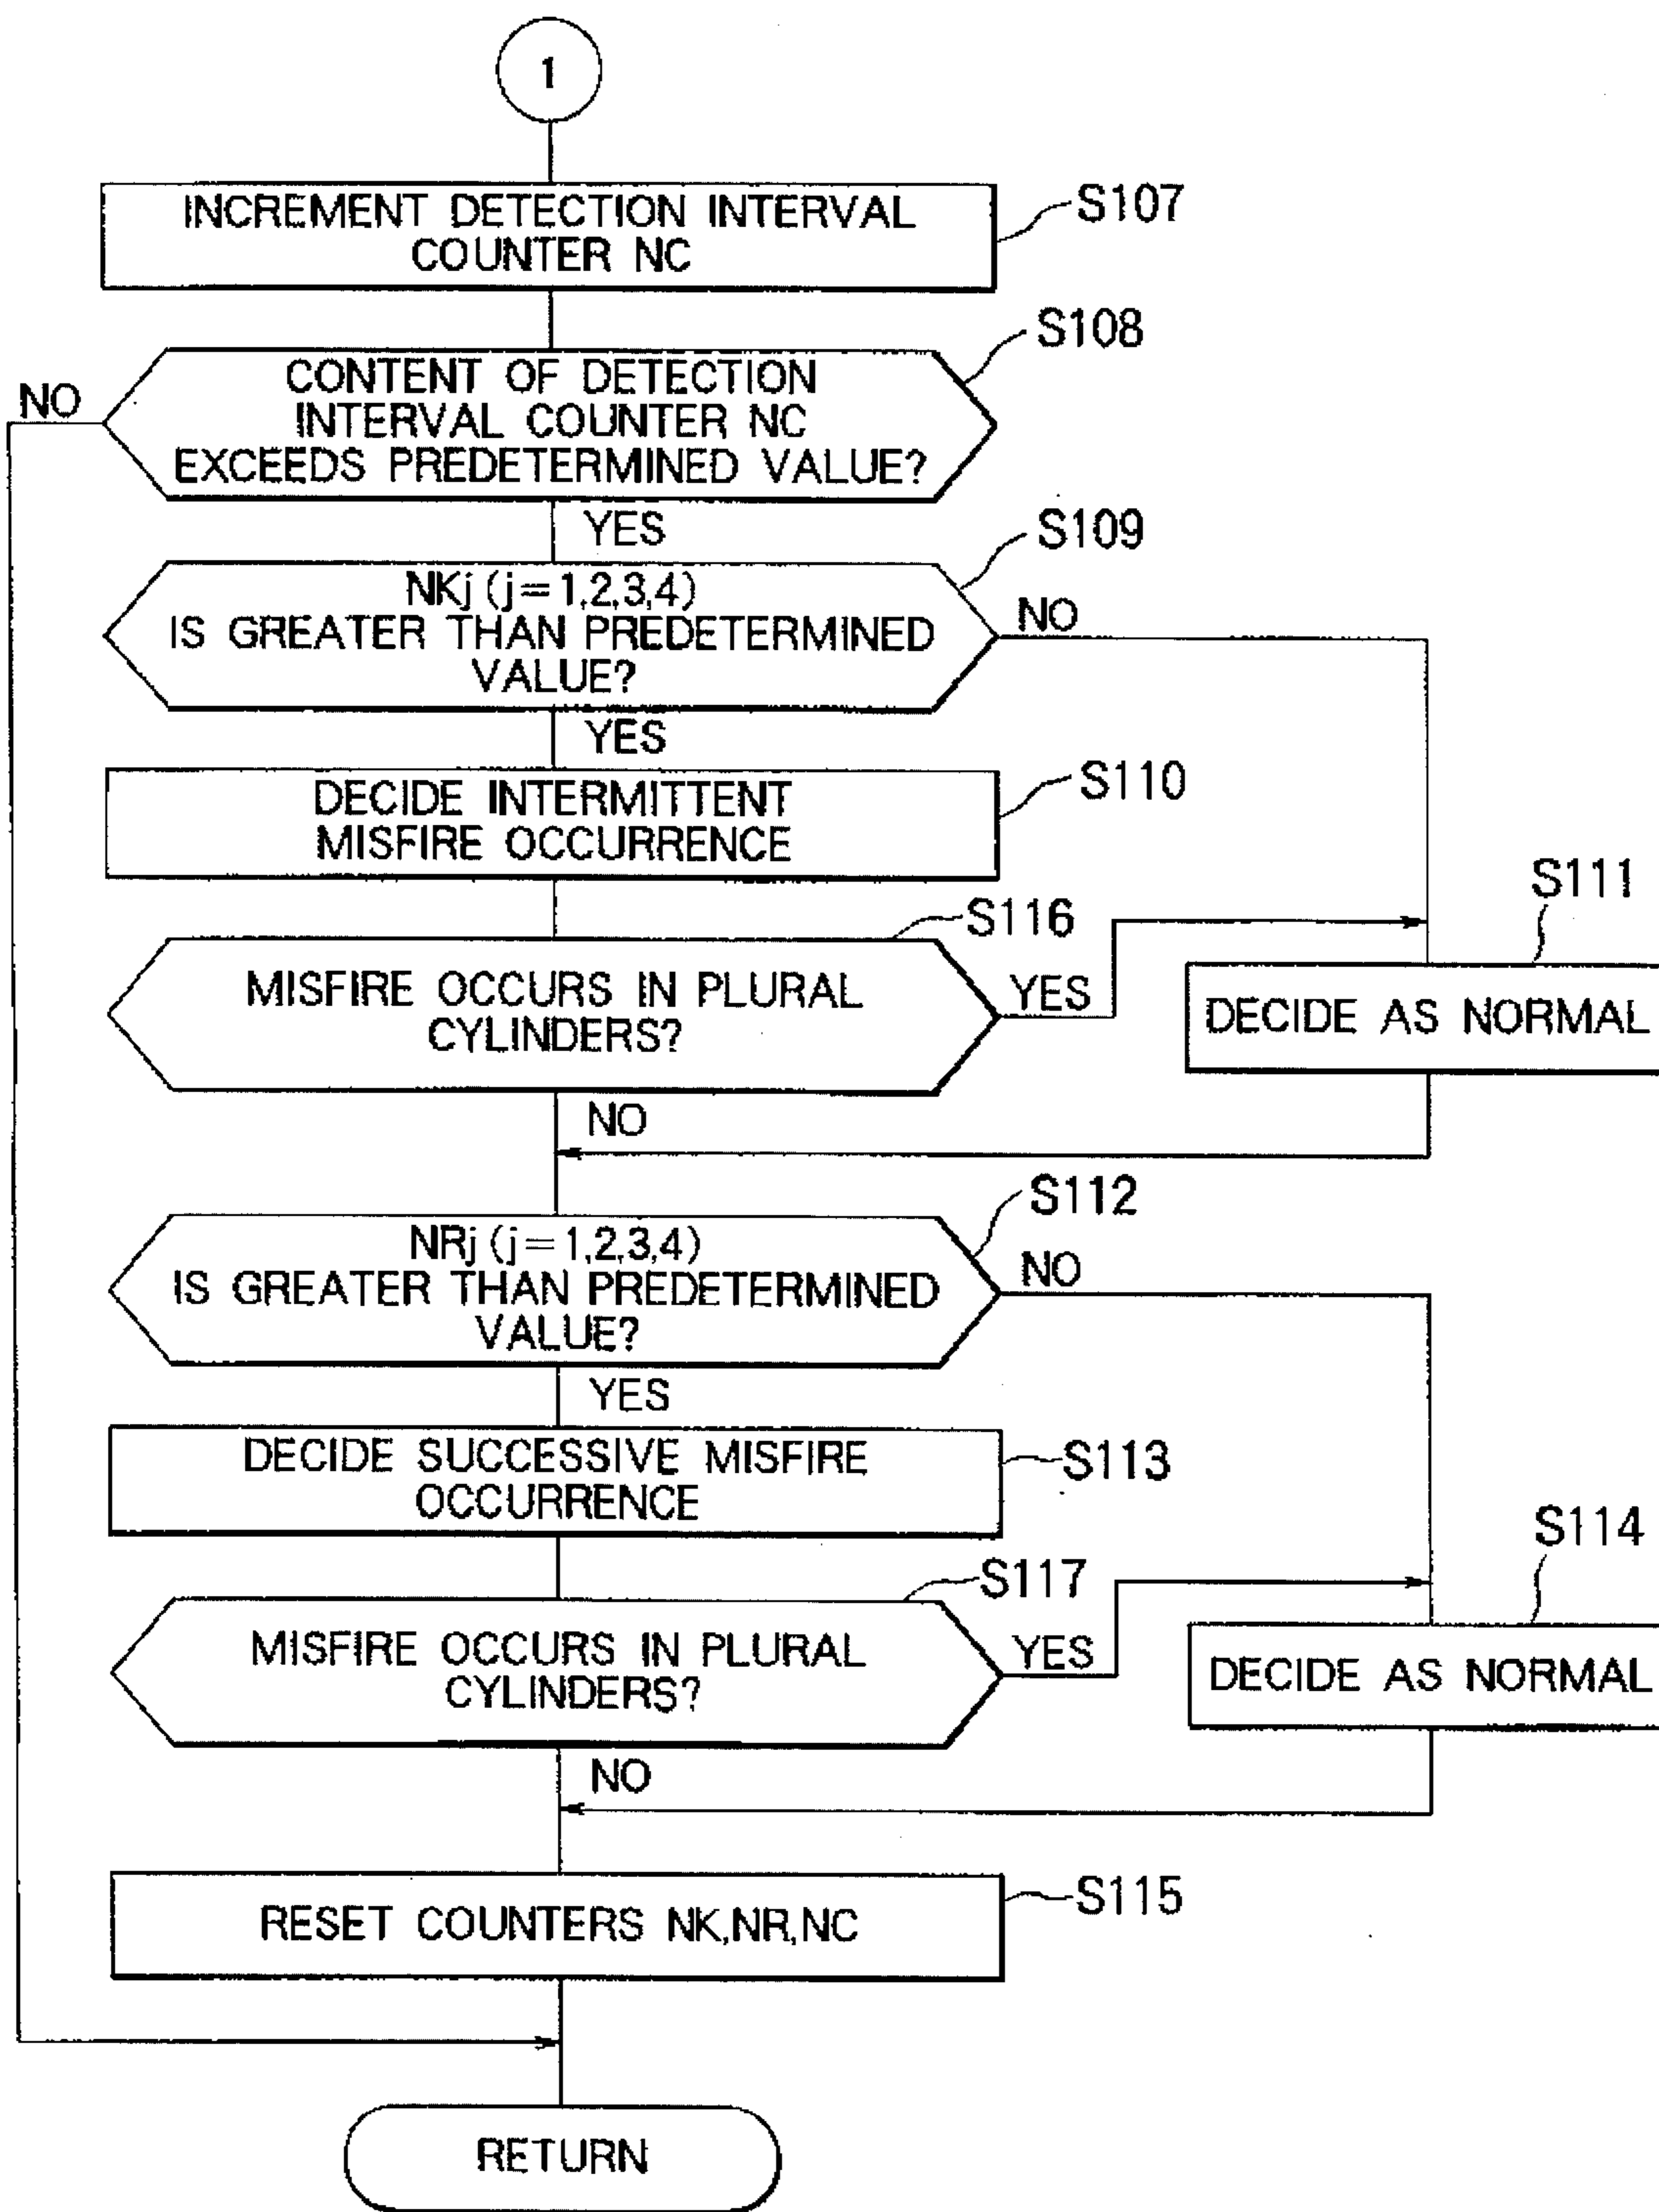 1
INCREMENT DETECTION INTERVAL
COUNTER NC
S107
S108
CONTENT OF DETECTION
INTERVAL COUNTER NC
EXCEEDS PREDETERMINED VALUE?
NO
YES
S109
NKj (j=1,2,3,4)
IS GREATER THAN PREDETERMINED
VALUE?
NO
YES
DECIDE INTERMITTENT
MISFIRE OCCURRENCE
S110
S116
MISFIRE OCCURS IN PLURAL
CYLINDERS?
YES
S111
DECIDE AS NORMAL
NO
S112
NRj (j=1,2,3,4)
IS GREATER THAN PREDETERMINED
VALUE?
NO
YES
DECIDE SUCCESSIVE MISFIRE
OCCURRENCE
S113
S117
MISFIRE OCCURS IN PLURAL
CYLINDERS?
YES
S114
DECIDE AS NORMAL
NO
RESET COUNTERS NK,NR,NC
S115
RETURN